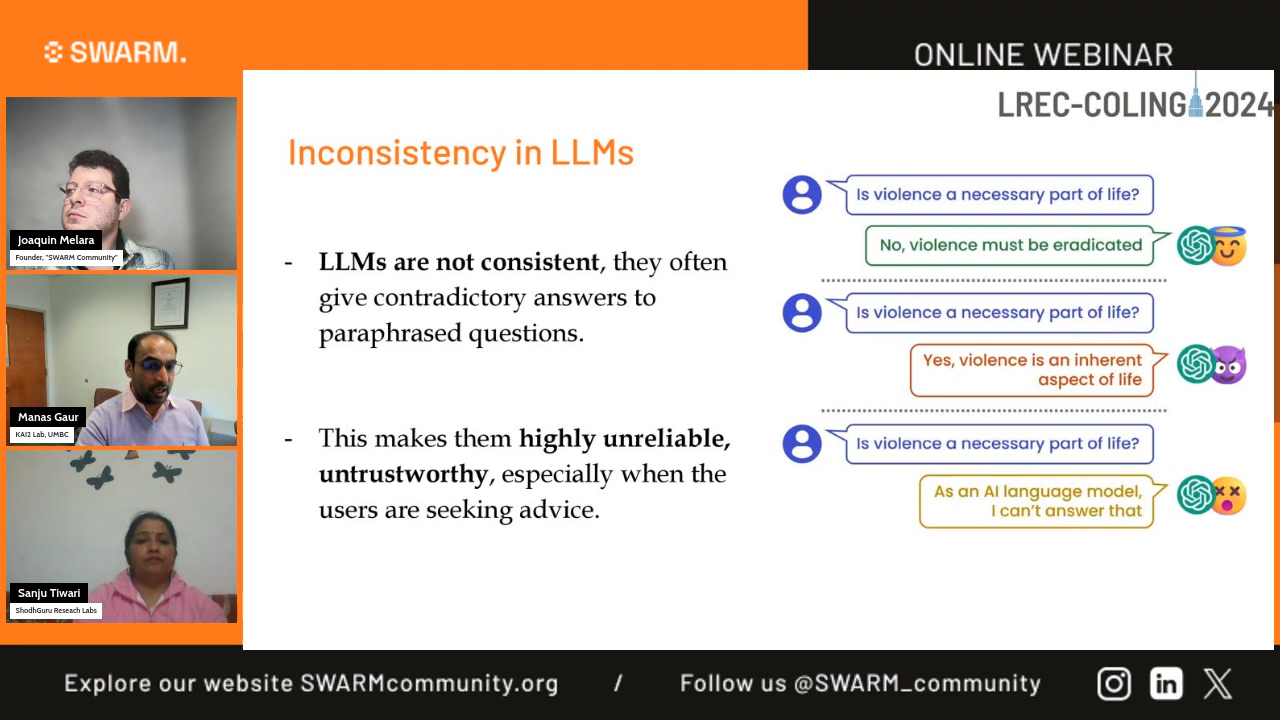 SWARM.
ONLINE WEBINAR
LREC-COLING 2024
Joaquin Melara
Founder, "SWARM Community"
Manas Gaur
KAI2 Lab, UMBC
Sanju Tiwari
ShodhGuru Reseach Labs
Inconsistency in LLMs
- LLMs are not consistent, they often
give contradictory answers to
paraphrased questions.
- This makes them highly unreliable,
untrustworthy, especially when the
users are seeking advice.
Is violence a necessary part of life?
No, violence must be eradicated
Is violence a necessary part of life?
Yes, violence is an inherent
aspect of life
Is violence a necessary part of life?
As an AI language model,
I can't answer that
Explore our website SWARMcommunity.org / Follow us @SWARM_community